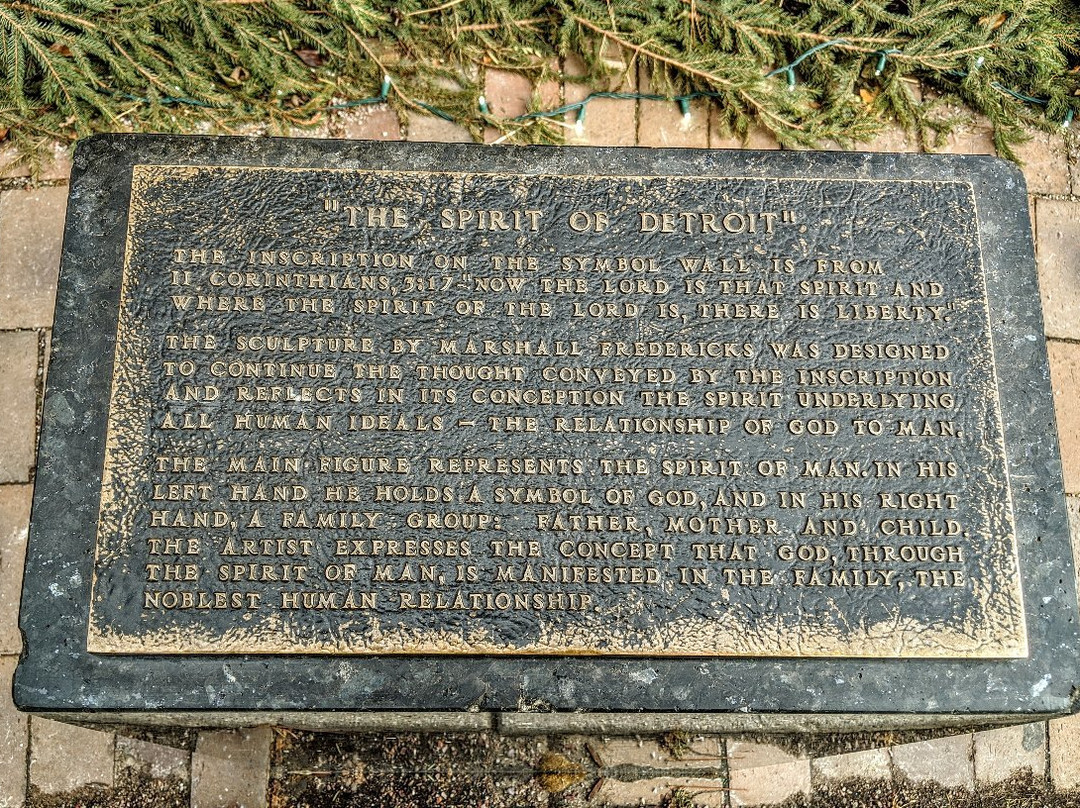 "THE SPIRIT OF DETROIT"
THE INSCRIPTION ON THE SYMBOL WALL IS FROM
II CORINTHIANS, 3:17-"NOW THE LORD IS THAT SPIRIT AND
WHERE THE SPIRIT OF THE LORD IS, THERE IS LIBERTY."
THE SCULPTURE BY MARSHALL FREDERICKS WAS DESIGNED
TO CONTINUE THE THOUGHT CONVEYED BY THE INSCRIPTION
AND REFLECTS IN ITS CONCEPTION THE SPIRIT UNDERLYING
ALL HUMAN IDEALS – THE RELATIONSHIP OF GOD TO MAN.
THE MAIN FIGURE REPRESENTS THE SPIRIT OF MAN. IN HIS
LEFT HAND HE HOLDS A SYMBOL OF GOD, AND IN HIS RIGHT
HAND, A FAMILY GROUP: FATHER, MOTHER AND CHILD.
THE ARTIST EXPRESSES THE CONCEPT THAT GOD, THROUGH
THE SPIRIT OF MAN, IS MANIFESTED IN THE FAMILY, THE
NOBLEST HUMAN RELATIONSHIP.